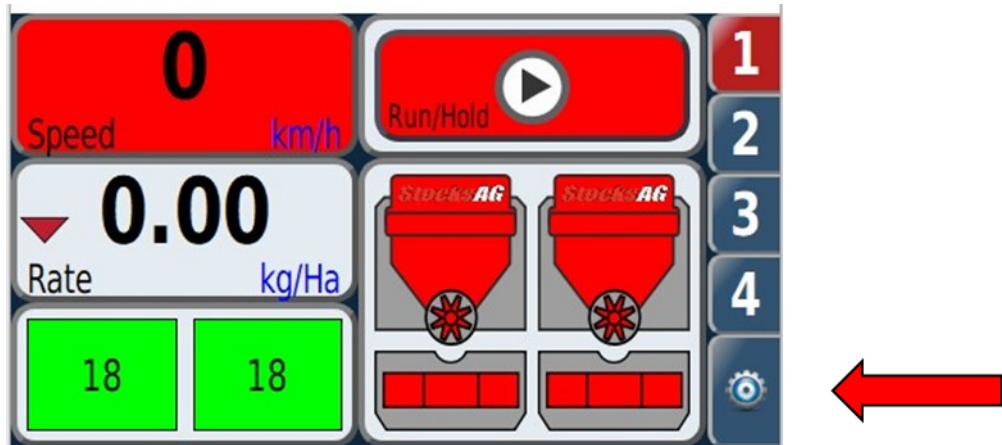 0
Speed km/h
Run/Hold
0.00
Rate kg/Ha
18 18
StocksAG StocksAG
1
2
3
4